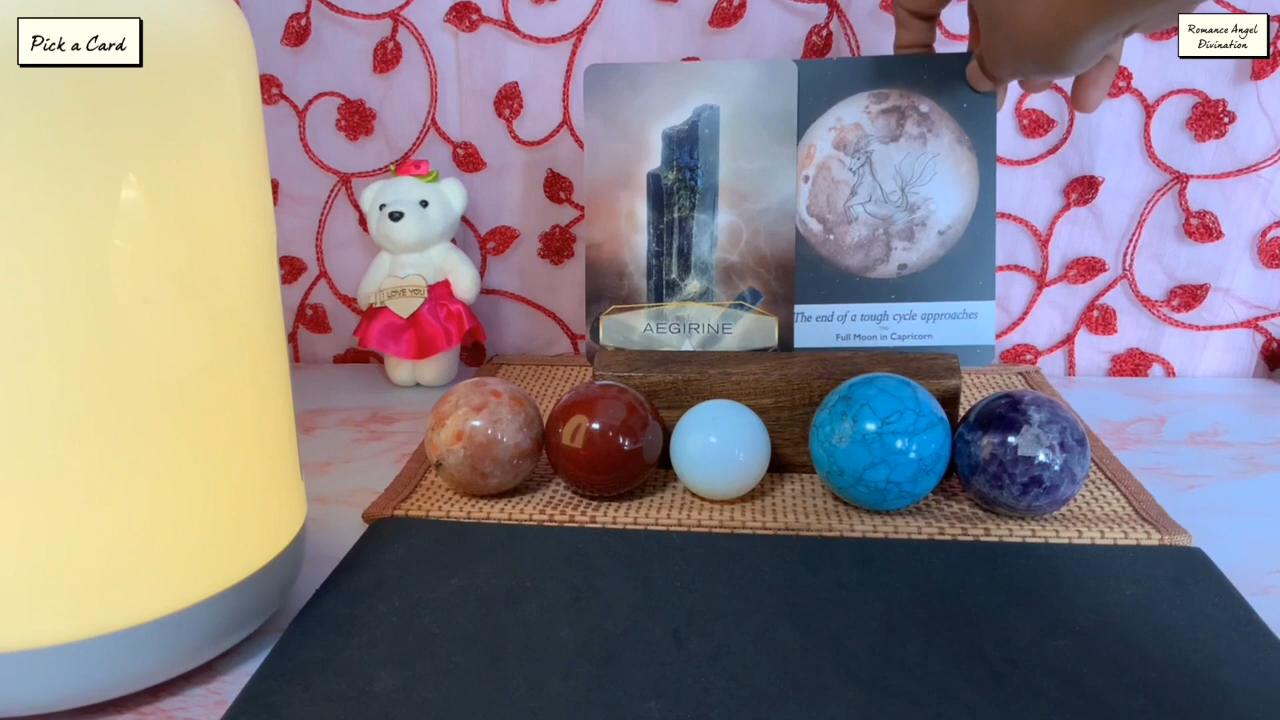 Pick a Card
Romance Angel
Divination
I LOVE YOU
AEGIRINE
The end of a tough cycle approaches
Full Moon in Capricorn